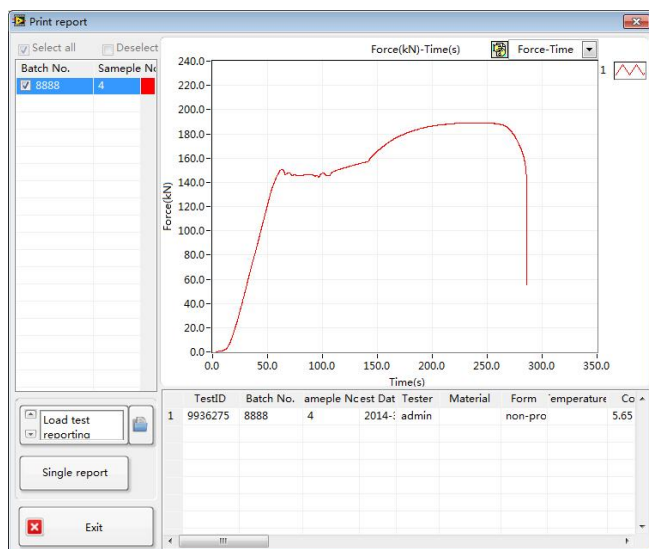 Print report
Select all Deselect
Batch No. Sameple No
8888 4
Force(kN)-Time(s) Force-Time
1
240.0
220.0
200.0
180.0
160.0
140.0
120.0
100.0
80.0
60.0
40.0
20.0
0.0
Force(kN)
0.0 50.0 100.0 150.0 200.0 250.0 300.0 350.0
Time(s)
TestID Batch No. ameple Nc est Dat Tester Material Form emperature Co
1 9936275 8888 4 2014-: admin non-pro 5.65
Load test
reporting
Single report
Exit